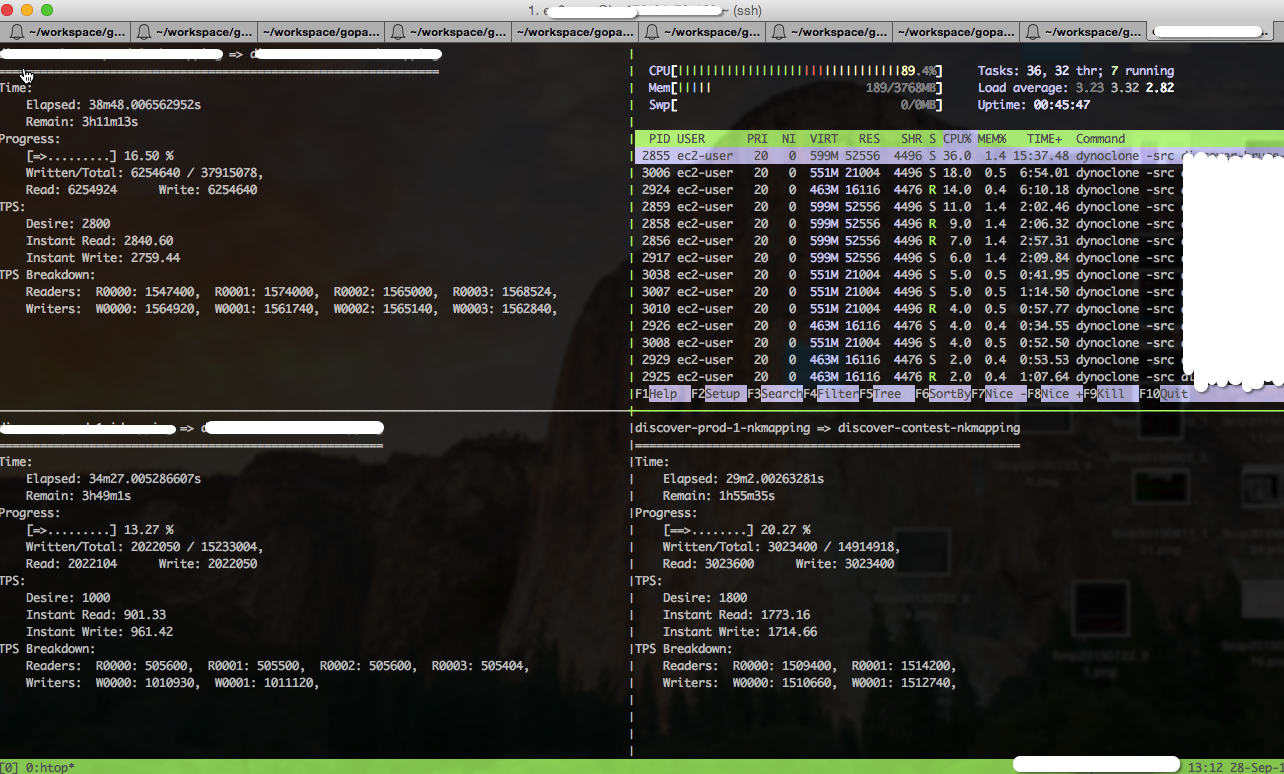 1. e (ssh)
~/workspace/g... ~/workspace/g... ~/workspace/gopa... ~/workspace/g... ~/workspace/gopa... ~/workspace/g... ~/workspace/g... ~/workspace/gopa... ~/workspace/g...
=>
Time:
Elapsed: 38m48.006562952s
Remain: 3h11m13s
Progress:
[=>.........] 16.50 %
Written/Total: 6254640 / 37915078,
Read: 6254924 Write: 6254640
TPS:
Desire: 2800
Instant Read: 2840.60
Instant Write: 2759.44
TPS Breakdown:
Readers: R0000: 1547400, R0001: 1574000, R0002: 1565000, R0003: 1568524,
Writers: W0000: 1564920, W0001: 1561740, W0002: 1565140, W0003: 1562840,
CPU[||||||||||||||||||||||||||||||||89.4%] Tasks: 36, 32 thr; 7 running
Mem[||||| 189/3768MB] Load average: 3.23 3.32 2.82
Swp[ 0/0MB] Uptime: 00:45:47
PID USER PRI NI VIRT RES SHR S CPU% MEM% TIME+ Command
2855 ec2-user 20 0 599M 52556 4496 S 36.0 1.4 15:37.48 dynoclone -src
3006 ec2-user 20 0 551M 21004 4496 S 18.0 0.5 6:54.01 dynoclone -src
2924 ec2-user 20 0 463M 16116 4476 R 14.0 0.4 6:10.18 dynoclone -src
2859 ec2-user 20 0 599M 52556 4496 S 11.0 1.4 2:02.46 dynoclone -src
2858 ec2-user 20 0 599M 52556 4496 R 9.0 1.4 2:06.32 dynoclone -src
2856 ec2-user 20 0 599M 52556 4496 R 7.0 1.4 2:57.31 dynoclone -src
2917 ec2-user 20 0 599M 52556 4496 S 6.0 1.4 2:09.84 dynoclone -src
3038 ec2-user 20 0 551M 21004 4496 S 5.0 0.5 0:41.95 dynoclone -src
3007 ec2-user 20 0 551M 21004 4496 S 5.0 0.5 1:14.50 dynoclone -src
3010 ec2-user 20 0 551M 21004 4496 R 4.0 0.5 0:57.77 dynoclone -src
2926 ec2-user 20 0 463M 16116 4476 S 4.0 0.4 0:34.55 dynoclone -src
3008 ec2-user 20 0 551M 21004 4496 S 4.0 0.5 0:52.50 dynoclone -src
2929 ec2-user 20 0 463M 16116 4476 S 2.0 0.4 0:53.53 dynoclone -src
2925 ec2-user 20 0 463M 16116 4476 R 2.0 0.4 1:07.64 dynoclone -src
F1Help F2Setup F3SearchF4FilterF5Tree F6SortByF7Nice -F8Nice +F9Kill F10Quit
=>
Time:
Elapsed: 34m27.005286607s
Remain: 3h49m1s
Progress:
[=>.........] 13.27 %
Written/Total: 2022050 / 15233004,
Read: 2022104 Write: 2022050
TPS:
Desire: 1000
Instant Read: 901.33
Instant Write: 961.42
TPS Breakdown:
Readers: R0000: 505600, R0001: 505500, R0002: 505600, R0003: 505404,
Writers: W0000: 1010930, W0001: 1011120,
discover-prod-1-nkmapping => discover-contest-nkmapping
Time:
Elapsed: 29m2.00263281s
Remain: 1h55m35s
Progress:
[==>........] 20.27 %
Written/Total: 3023400 / 14914918,
Read: 3023600 Write: 3023400
TPS:
Desire: 1800
Instant Read: 1773.16
Instant Write: 1714.66
TPS Breakdown:
Readers: R0000: 1509400, R0001: 1514200,
Writers: W0000: 1510660, W0001: 1512740,
[0] 0:htop* 13:12 28-Sep-1